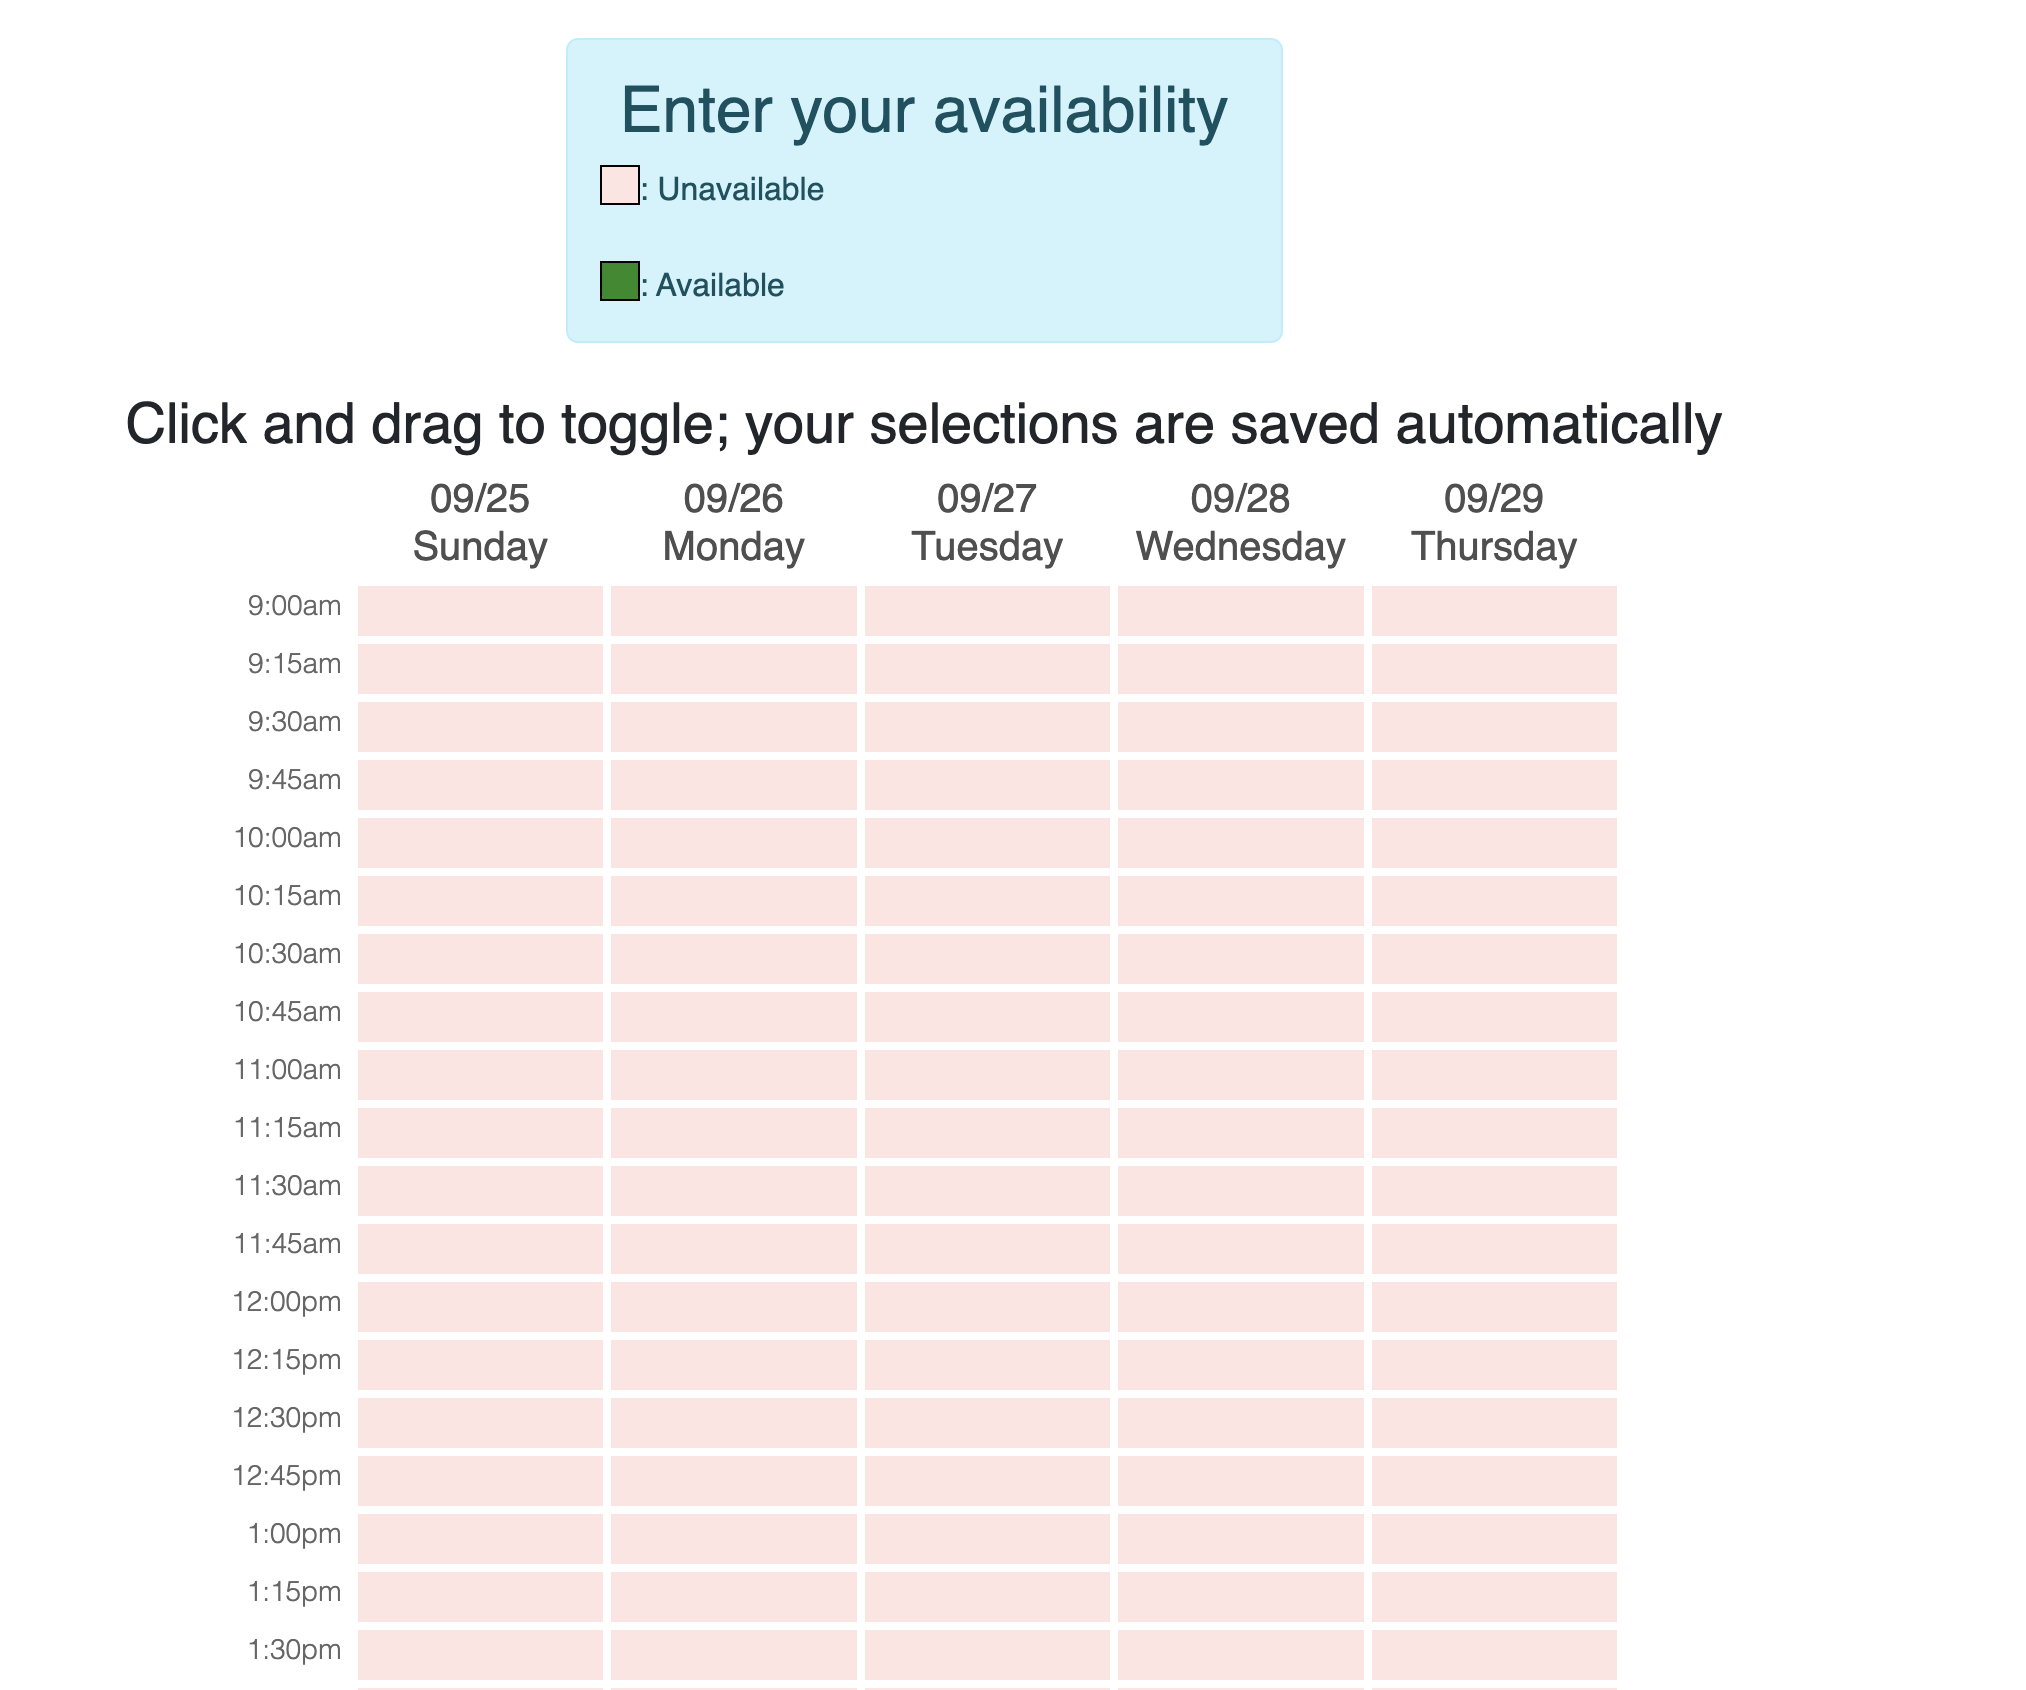 Enter your availability
: Unavailable
: Available
Click and drag to toggle; your selections are saved automatically
09/25 09/26 09/27 09/28 09/29
Sunday Monday Tuesday Wednesday Thursday
9:00am
9:15am
9:30am
9:45am
10:00am
10:15am
10:30am
10:45am
11:00am
11:15am
11:30am
11:45am
12:00pm
12:15pm
12:30pm
12:45pm
1:00pm
1:15pm
1:30pm